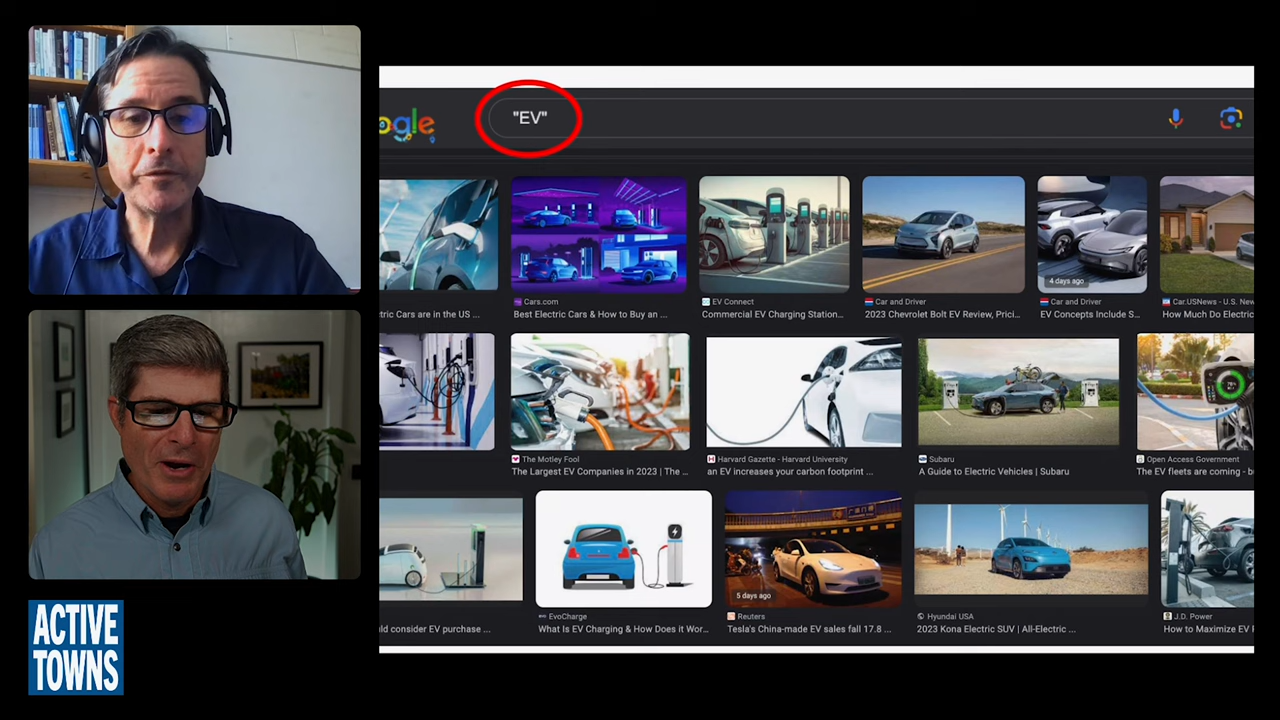 ogle
"EV"
tric Cars are in the US ...
Cars.com
Best Electric Cars & How to Buy an ...
EV Connect
Commercial EV Charging Station...
Car and Driver
2023 Chevrolet Bolt EV Review, Prici...
4 days ago
Car and Driver
EV Concepts Include S...
Car.USNews - U.S. New
How Much Do Electric
The Motley Fool
The Largest EV Companies in 2023 | The ...
Harvard Gazette - Harvard University
an EV increases your carbon footprint ...
Subaru
A Guide to Electric Vehicles | Subaru
Open Access Government
The EV fleets are coming - b
uld consider EV purchase ...
EvoCharge
What Is EV Charging & How Does it Wor...
5 days ago
Reuters
Tesla's China-made EV sales fall 17.8 ...
Hyundai USA
2023 Kona Electric SUV | All-Electric ...
J.D. Power
How to Maximize EV
ACTIVE
TOWNS